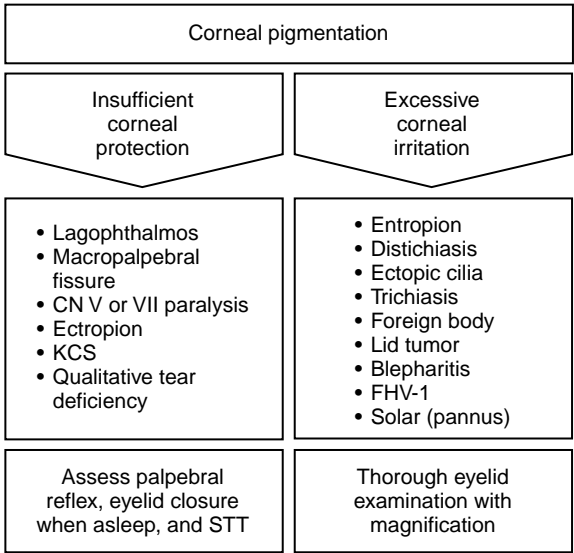 Corneal pigmentation
Insufficient
corneal
protection
Excessive
corneal
irritation
• Lagophthalmos
• Macropalpebral
fissure
• CN V or VII paralysis
• Ectropion
• KCS
• Qualitative tear
deficiency
• Entropion
• Distichiasis
• Ectopic cilia
• Trichiasis
• Foreign body
• Lid tumor
• Blepharitis
• FHV-1
• Solar (pannus)
Assess palpebral
reflex, eyelid closure
when asleep, and STT
Thorough eyelid
examination with
magnification